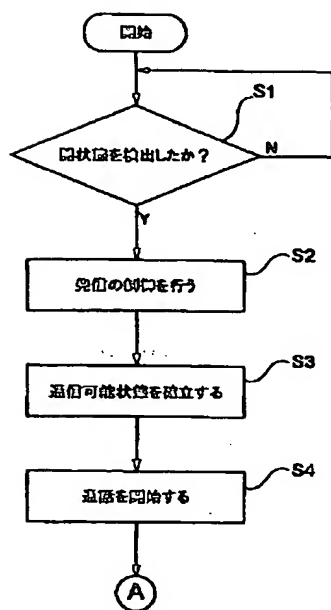 開始
S1
開状態を検出したか？
N
Y
S2
発信の制御を行う
S3
通信可能状態を確立する
S4
通話を開始する
A